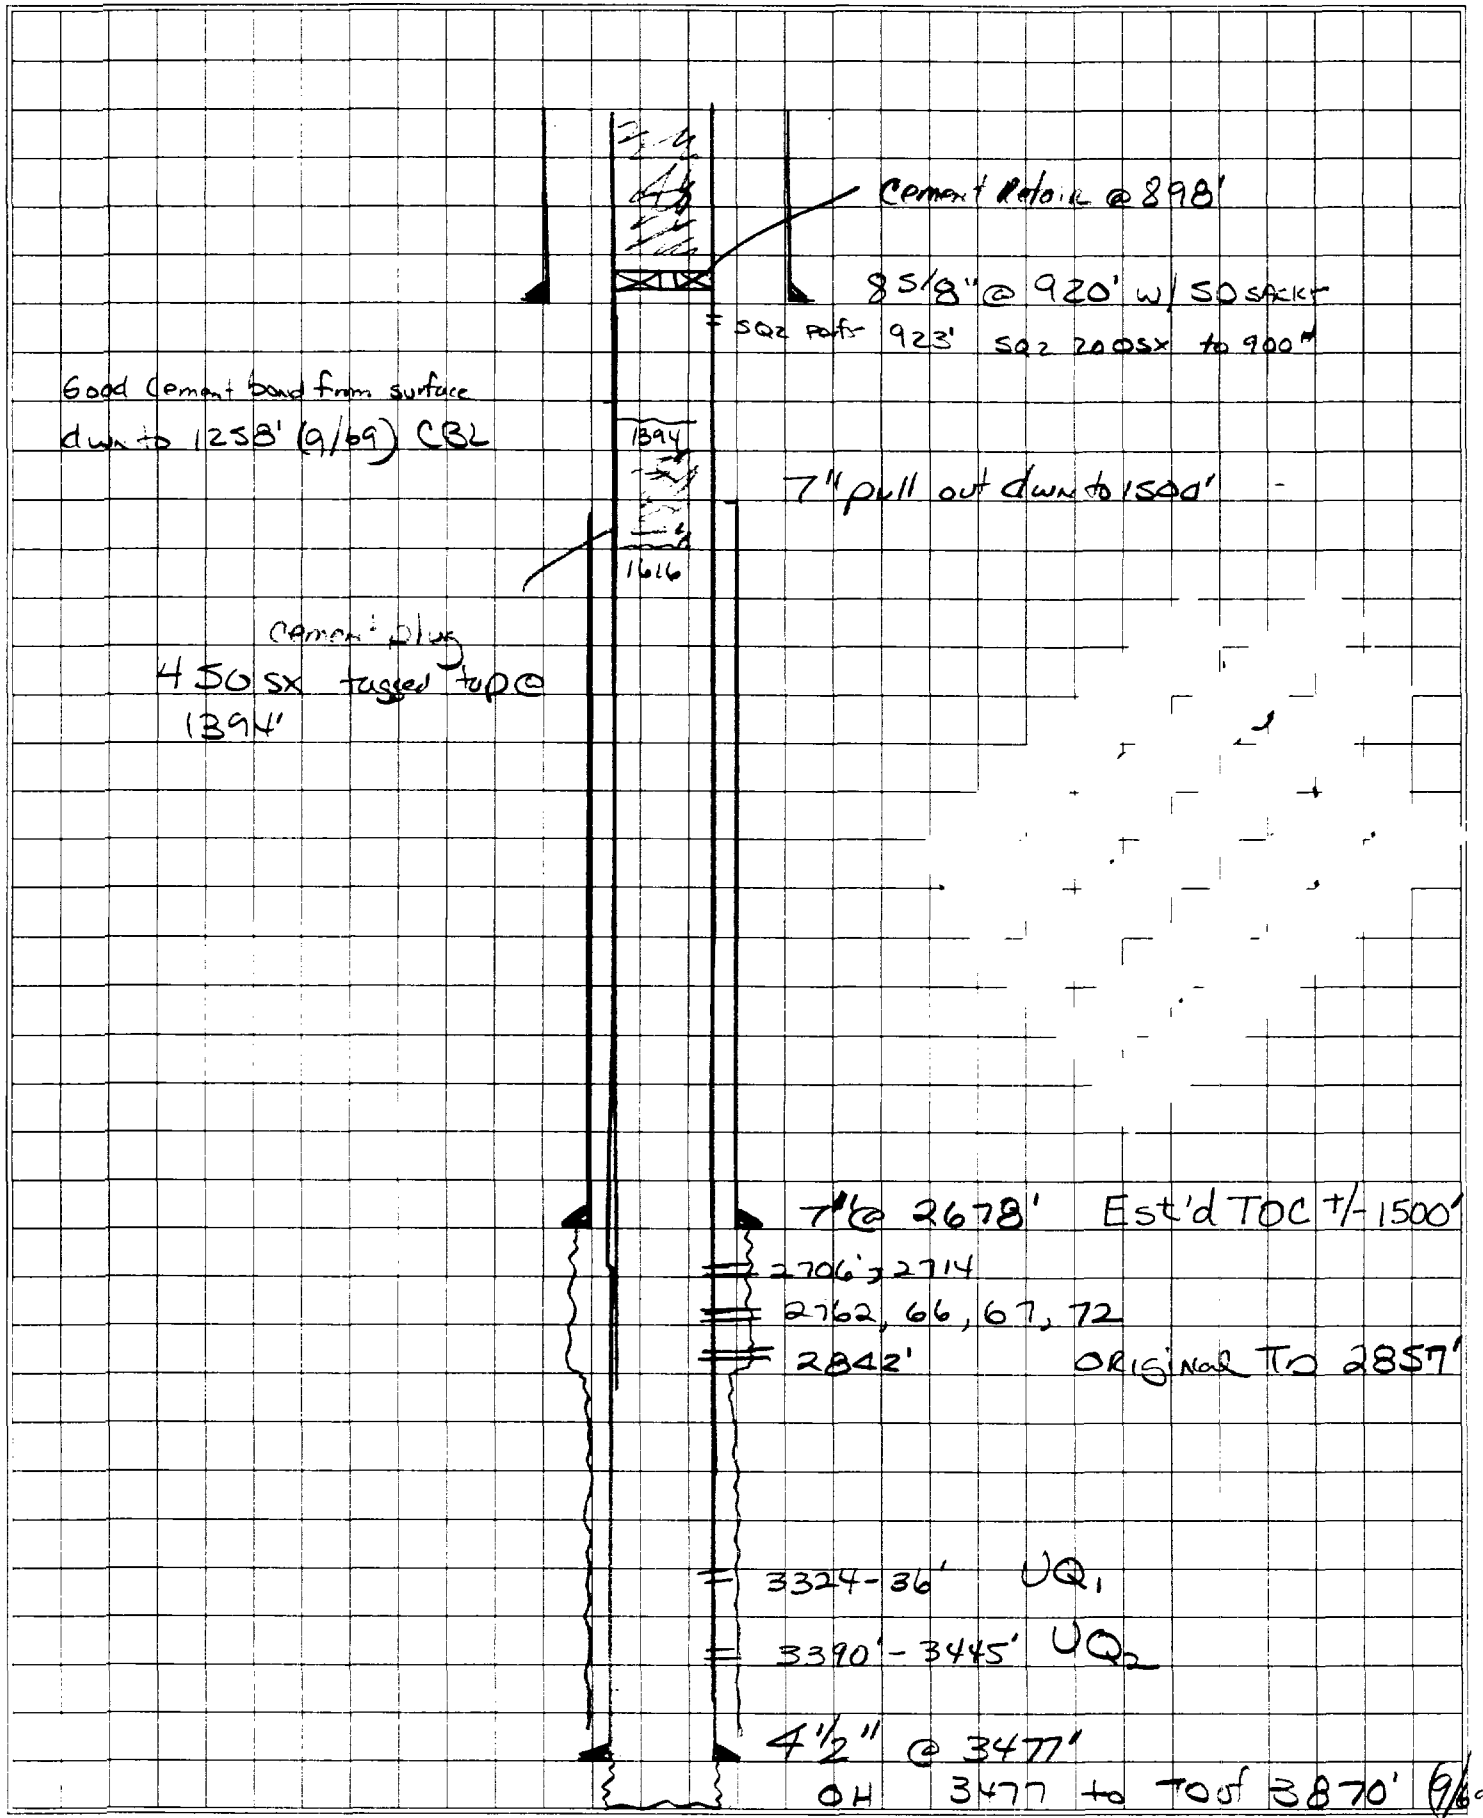 Cement Retair @ 898'
8 5/8" @ 920' w/ 50 sacks
SQZ perfs 923' SQZ 200sx to 900'
Good Cement bond from surface
dwn to 1258' (9/69) CBL
1394
7" pull out dwn to 1500'
1616
Cement plug
450 sx tagged top @
1394'
7" @ 2678' Est'd TOC +/- 1500'
2706', 2714
2762, 66, 67, 72
2842' ORIGINAL TD 2857'
3324-36' UQ1
3390'-3445' UQ2
4 1/2" @ 3477'
OH 3477 to TD of 3870'